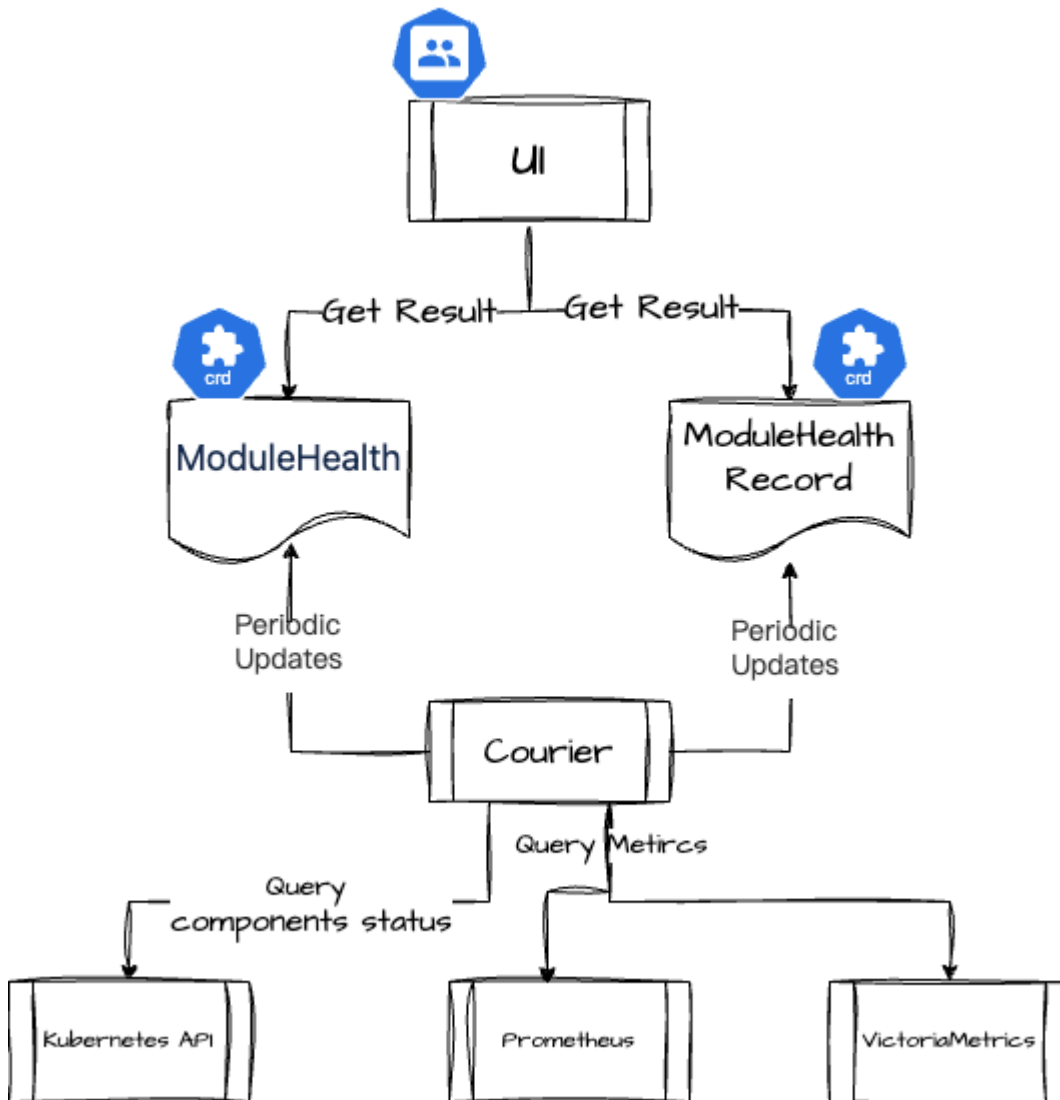 UI
Get Result
Get Result
crd
crd
ModuleHealth
ModuleHealth
Record
Periodic
Updates
Periodic
Updates
Courier
Query Metircs
Query
components status
Kubernetes API
Prometheus
VictoriaMetrics